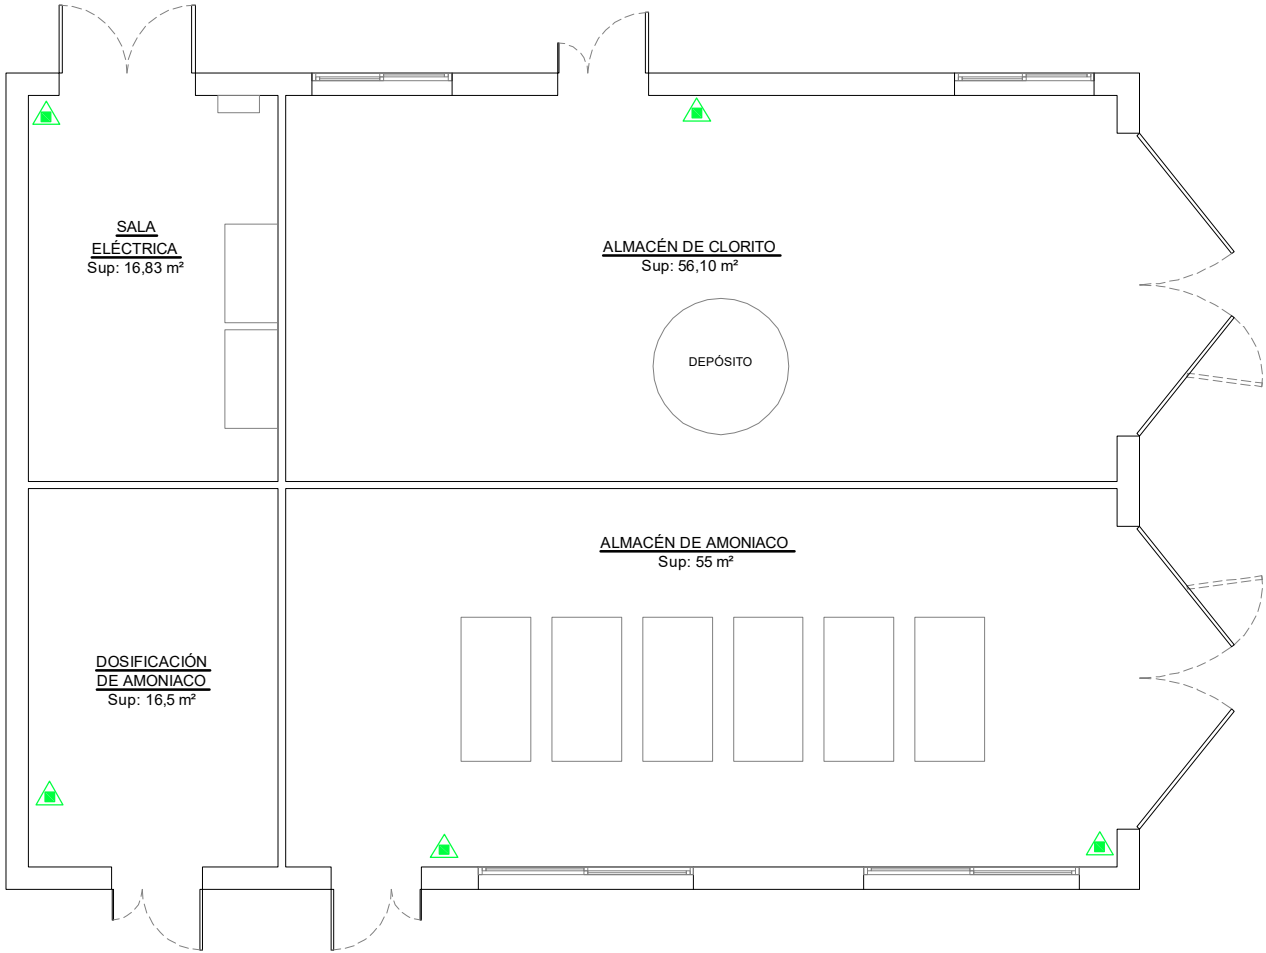 SALA
ELÉCTRICA
Sup: 16,83 m²
ALMACÉN DE CLORITO
Sup: 56,10 m²
DEPÓSITO
ALMACÉN DE AMONIACO
Sup: 55 m²
DOSIFICACIÓN
DE AMONIACO
Sup: 16,5 m²